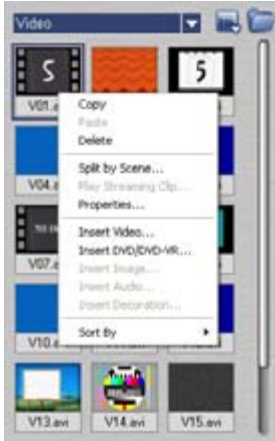 Video
S
5
V01.a
Copy
Paste
Delete
Split by Scene...
Play Streaming Clip...
Properties...
Insert Video...
Insert DVD/DVD-VR...
Insert Image...
Insert Audio...
Insert Decoration...
Sort By
V04.a
V07.a
V10.a
V13.avi
V14.avi
V15.avi